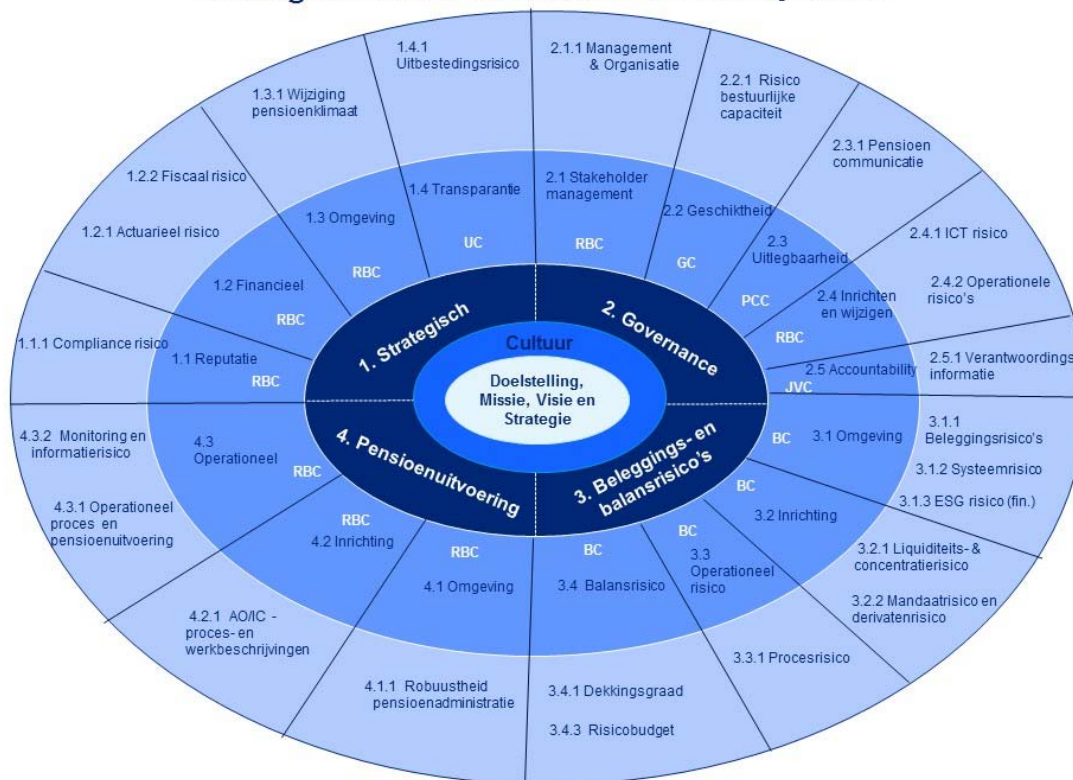 1.4.1
Uitbestedingsrisico
2.1.1 Management
& Organisatie
2.2.1 Risico
bestuurlijke
capaciteit
1.3.1 Wijziging
pensioenklimaat
2.3.1 Pensioen
communicatie
1.2.2 Fiscaal risico
1.2.1 Actuarieel risico
1.1.1 Compliance risico
2.4.1 ICT risico
2.4.2 Operationele
risico's
2.5.1 Verantwoordings
informatie
1.4 Transparantie
UC
2.1 Stakeholder
management
RBC
1.3 Omgeving
RBC
2.2 Geschiktheid
GC
2.3
Uitlegbaarheid
PCC
1.2 Financieel
RBC
2.4 Inrichten
en wijzigen
RBC
1.1 Reputatie
RBC
2.5 Accountability
JVC
1. Strategisch
2. Governance
Cultuur
Doelstelling,
Missie, Visie en
Strategie
4. Pensioenuitvoering
3. Beleggings- en
balansrisico's
4.3
Operationeel
RBC
BC
3.1 Omgeving
BC
3.2 Inrichting
RBC
4.2 Inrichting
RBC
4.1 Omgeving
BC
3.4 Balansrisico
BC
3.3
Operationeel
risico
4.3.2 Monitoring en
informatierisico
4.3.1 Operationeel
proces en
pensioenuitvoering
3.1.1
Beleggingsrisico's
3.1.2 Systeemrisico
3.1.3 ESG risico (fin.)
3.2.1 Liquiditeits- &
concentratierisico
3.2.2 Mandaatrisico en
derivatenrisico
4.2.1 AO/IC -
proces- en
werkbeschrijvingen
3.3.1 Procesrisico
4.1.1 Robuustheid
pensioenadministratie
3.4.1 Dekkingsgraad
3.4.3 Risicobudget